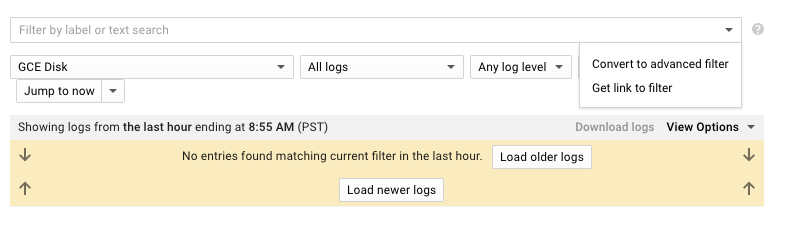 Filter by label or text search
Convert to advanced filter
Get link to filter
GCE Disk
All logs
Any log level
Jump to now
Showing logs from the last hour ending at 8:55 AM (PST)
Download logs
View Options
No entries found matching current filter in the last hour.
Load older logs
Load newer logs